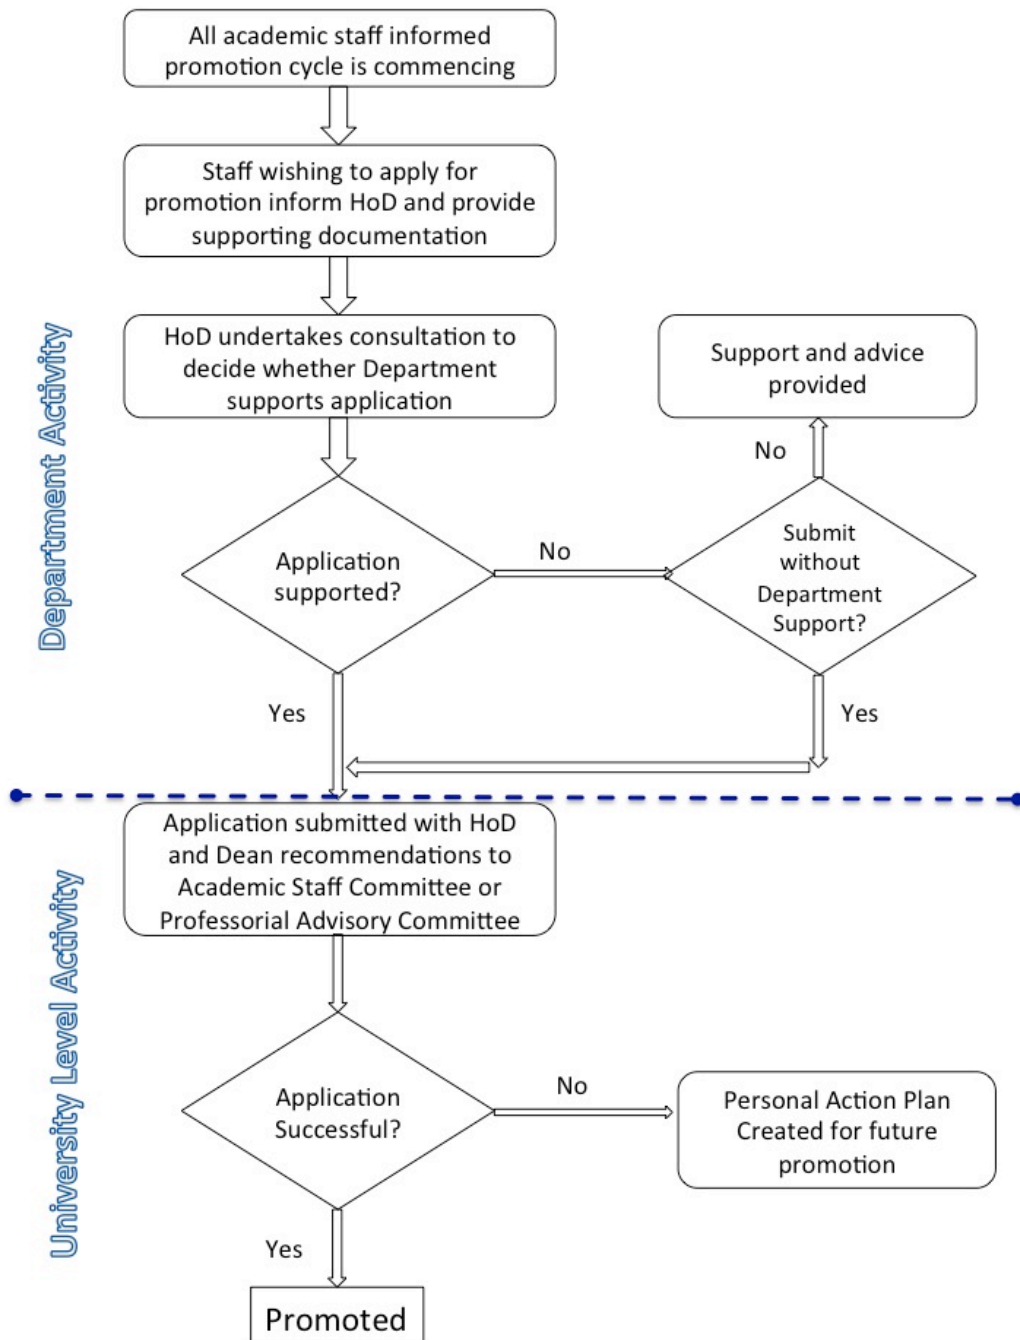 All academic staff informed
promotion cycle is commencing
Staff wishing to apply for
promotion inform HoD and provide
supporting documentation
Department Activity
HoD undertakes consultation to
decide whether Department
supports application
Support and advice
provided
No
Application
supported?
No
Submit
without
Department
Support?
Yes
Yes
University Level Activity
Application submitted with HoD
and Dean recommendations to
Academic Staff Committee or
Professorial Advisory Committee
Application
Successful?
No
Personal Action Plan
Created for future
promotion
Yes
Promoted